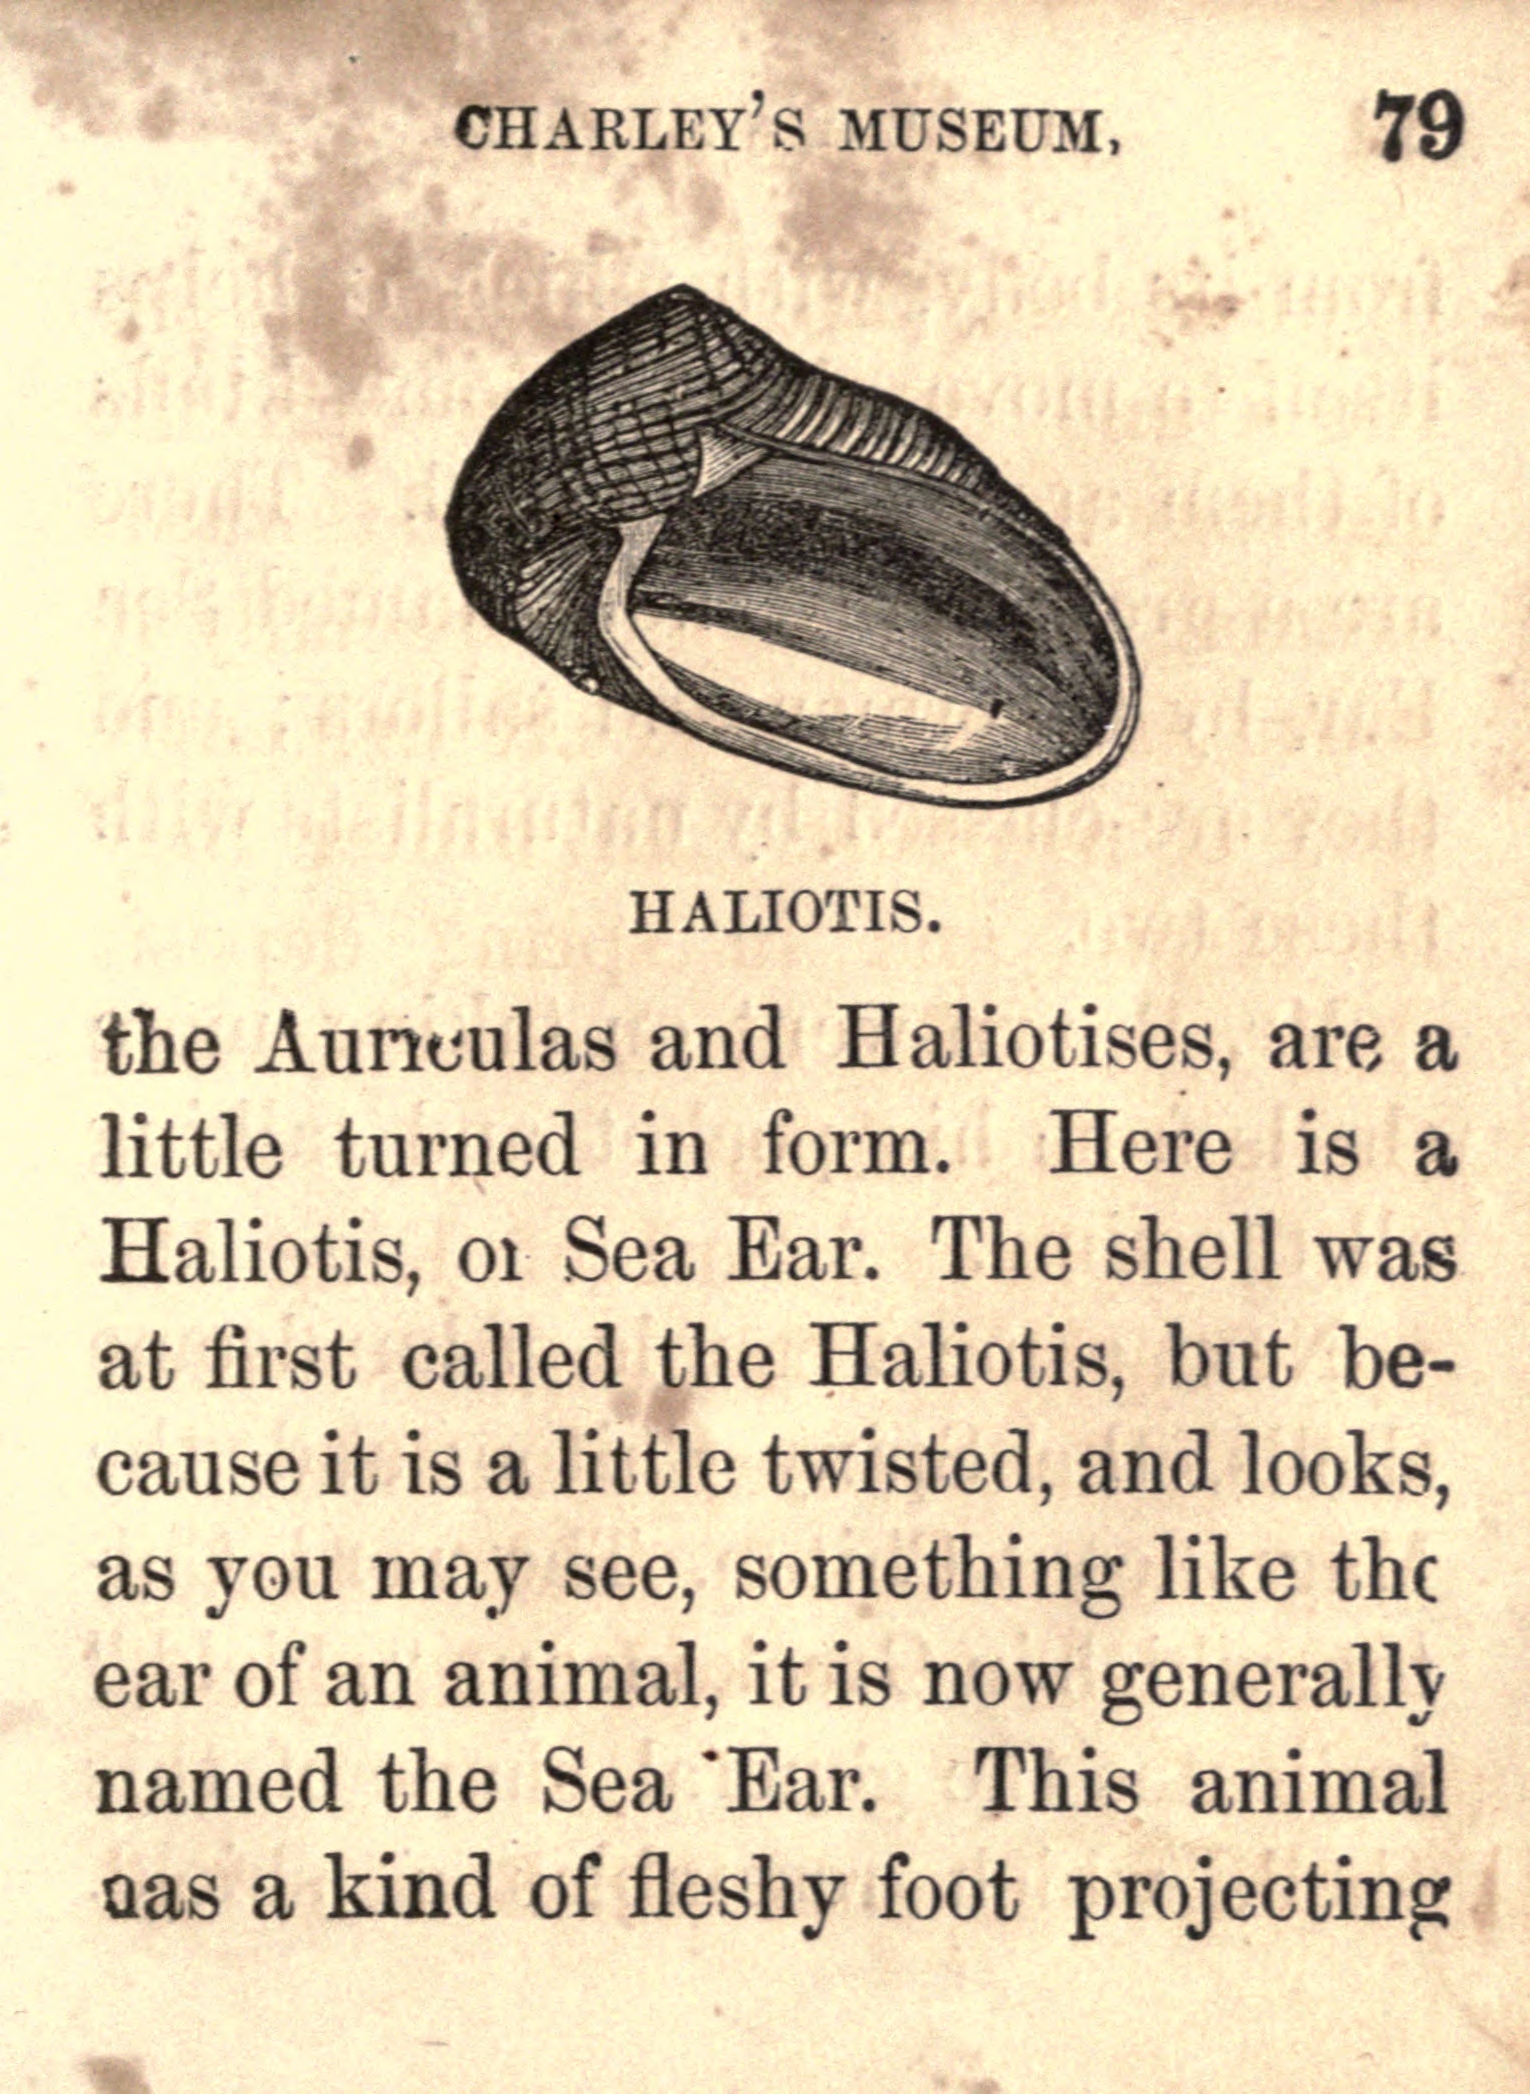 CHARLEY'S MUSEUM, 79
HALIOTIS.
the Auriculas and Haliotises, are a
little turned in form. Here is a
Haliotis, or Sea Ear. The shell was
at first called the Haliotis, but be-
cause it is a little twisted, and looks,
as you may see, something like the
ear of an animal, it is now generally
named the Sea Ear. This animal
has a kind of fleshy foot projecting